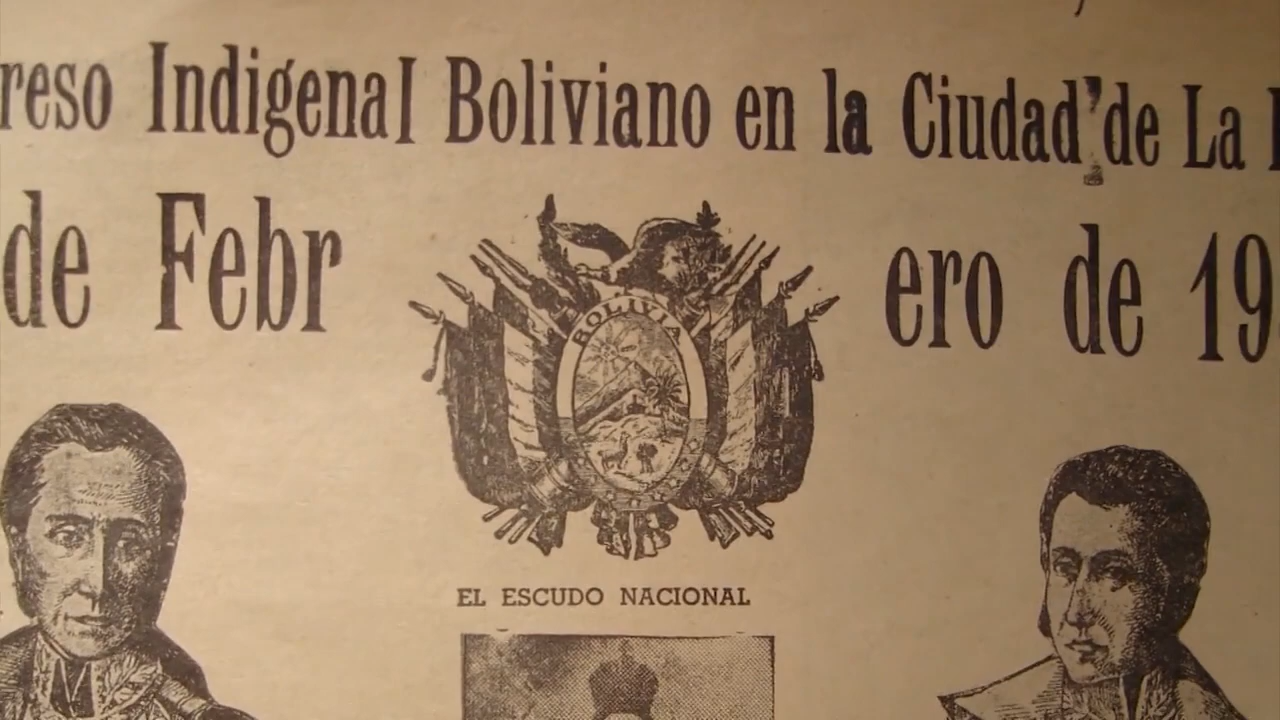 reso Indigenal Boliviano en la Ciudad de La
de Febr ero de 19
BOLIVIA
EL ESCUDO NACIONAL